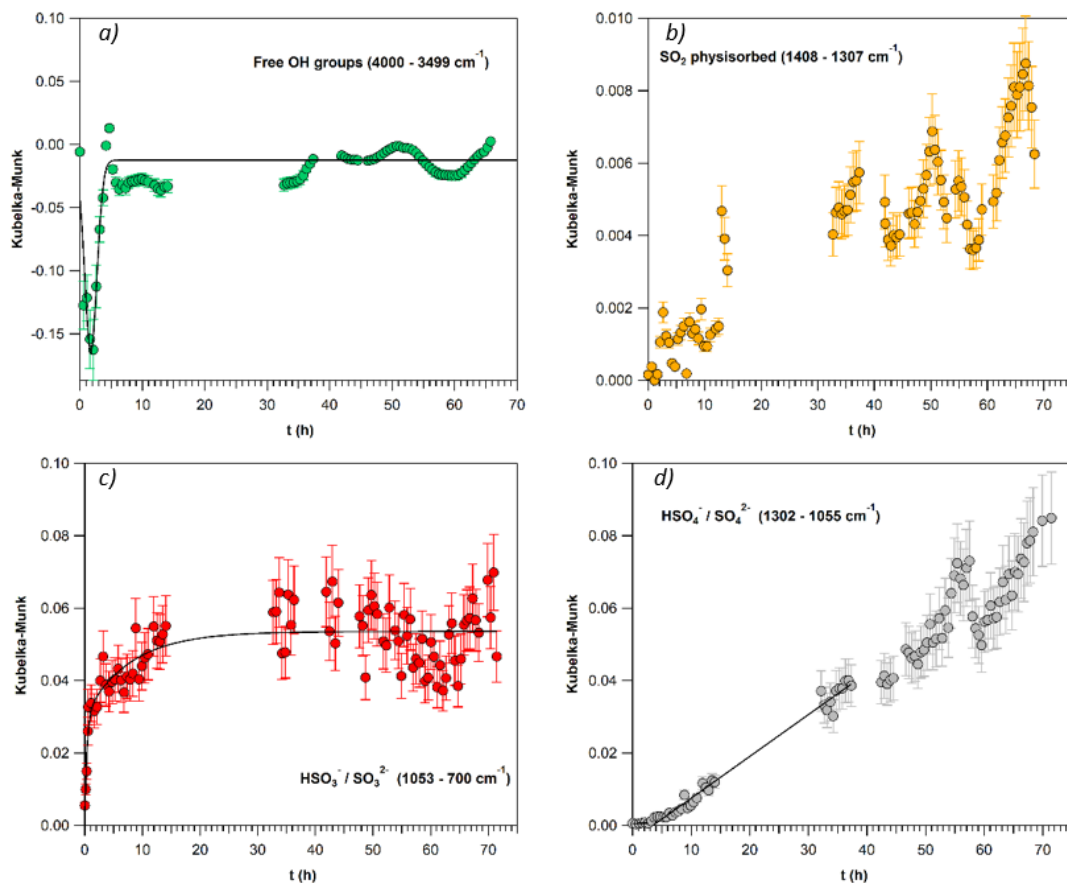 a)
Free OH groups (4000 - 3499 cm⁻¹)
Kubelka-Munk
0.10
0.05
0.00
-0.05
-0.10
-0.15
0 10 20 30 40 50 60 70
t (h)
b)
SO₂ physisorbed (1408 - 1307 cm⁻¹)
Kubelka-Munk
0.010
0.008
0.006
0.004
0.002
0.000
0 10 20 30 40 50 60 70
t (h)
c)
HSO₃⁻ / SO₃²⁻ (1053 - 700 cm⁻¹)
Kubelka-Munk
0.10
0.08
0.06
0.04
0.02
0.00
0 10 20 30 40 50 60 70
t (h)
d)
HSO₄⁻ / SO₄²⁻ (1302 - 1055 cm⁻¹)
Kubelka-Munk
0.10
0.08
0.06
0.04
0.02
0.00
0 10 20 30 40 50 60 70
t (h)